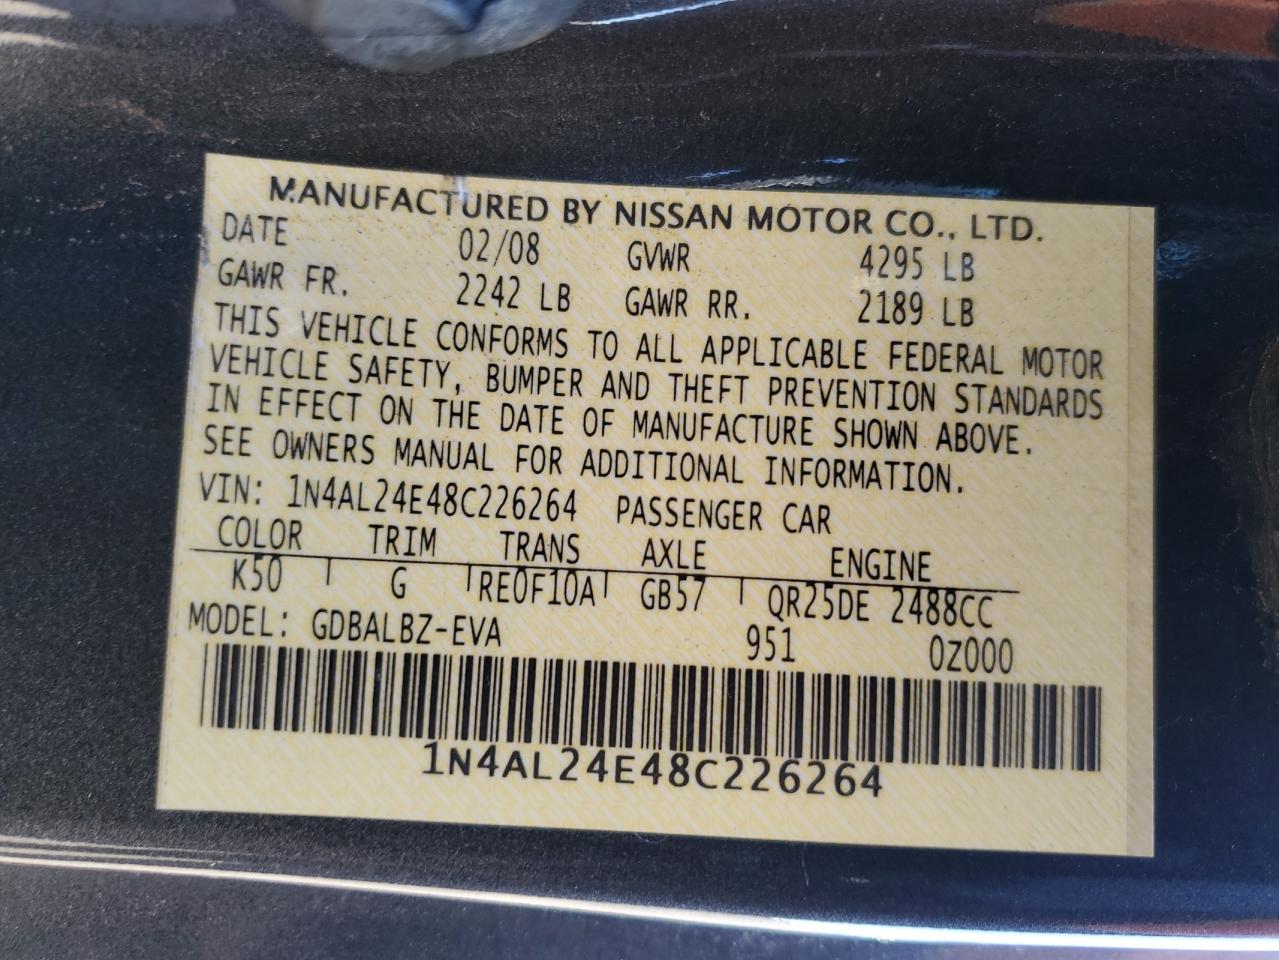 MANUFACTURED BY NISSAN MOTOR CO., LTD.
DATE 02/08 GVWR 4295 LB
GAWR FR. 2242 LB GAWR RR. 2189 LB
THIS VEHICLE CONFORMS TO ALL APPLICABLE FEDERAL MOTOR
VEHICLE SAFETY, BUMPER AND THEFT PREVENTION STANDARDS
IN EFFECT ON THE DATE OF MANUFACTURE SHOWN ABOVE.
SEE OWNERS MANUAL FOR ADDITIONAL INFORMATION.
VIN: 1N4AL24E48C226264 PASSENGER CAR
COLOR TRIM TRANS AXLE ENGINE
K50 G RE0F10A GB57 QR25DE 2488CC
MODEL: GDBALBZ-EVA 951 0Z000
1N4AL24E48C226264